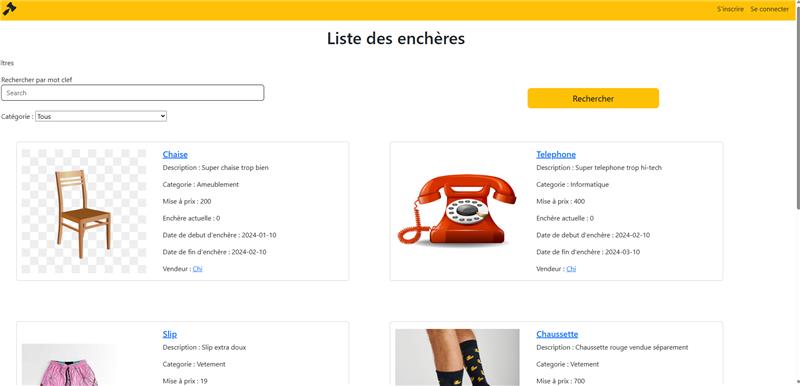 S'inscrire Se connecter
Liste des enchères
ltres
Rechercher par mot clef
Search
Rechercher
Catégorie : Tous
Chaise
Description : Super chaise trop bien
Categorie : Ameublement
Mise à prix : 200
Enchère actuelle : 0
Date de debut d'enchère : 2024-01-10
Date de fin d'enchère : 2024-02-10
Vendeur : Chi
Telephone
Description : Super telephone trop hi-tech
Categorie : Informatique
Mise à prix : 400
Enchère actuelle : 0
Date de debut d'enchère : 2024-02-10
Date de fin d'enchère : 2024-03-10
Vendeur : Chi
Slip
Description : Slip extra doux
Categorie : Vetement
Mise à prix : 19
Chaussette
Description : Chaussette rouge vendue séparement
Categorie : Vetement
Mise à prix : 700